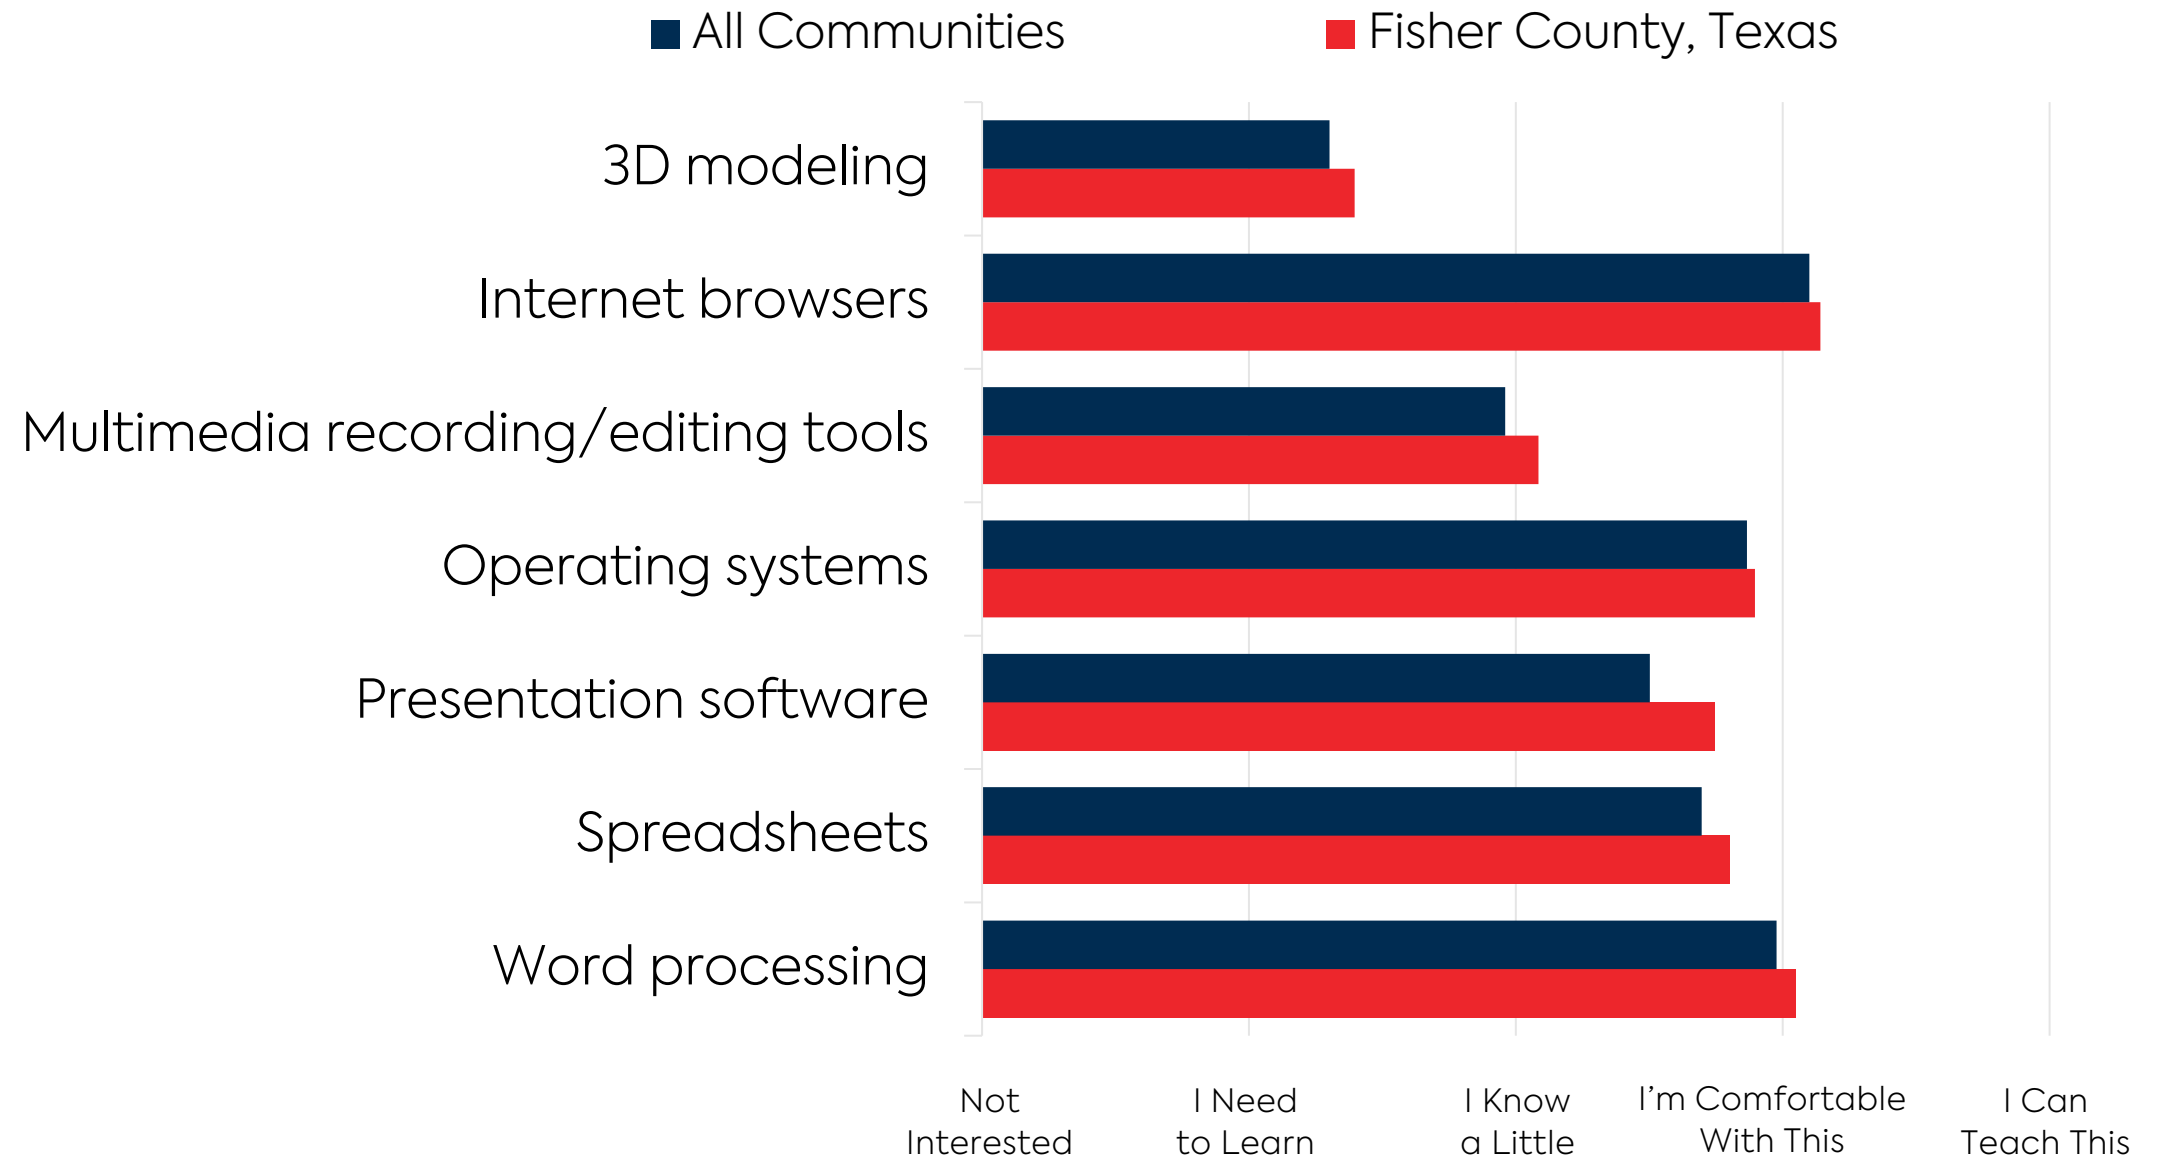 All Communities
Fisher County, Texas
3D modeling
Internet browsers
Multimedia recording/editing tools
Operating systems
Presentation software
Spreadsheets
Word processing
Not
Interested
I Need
to Learn
I Know
a Little
I’m Comfortable
With This
I Can
Teach This